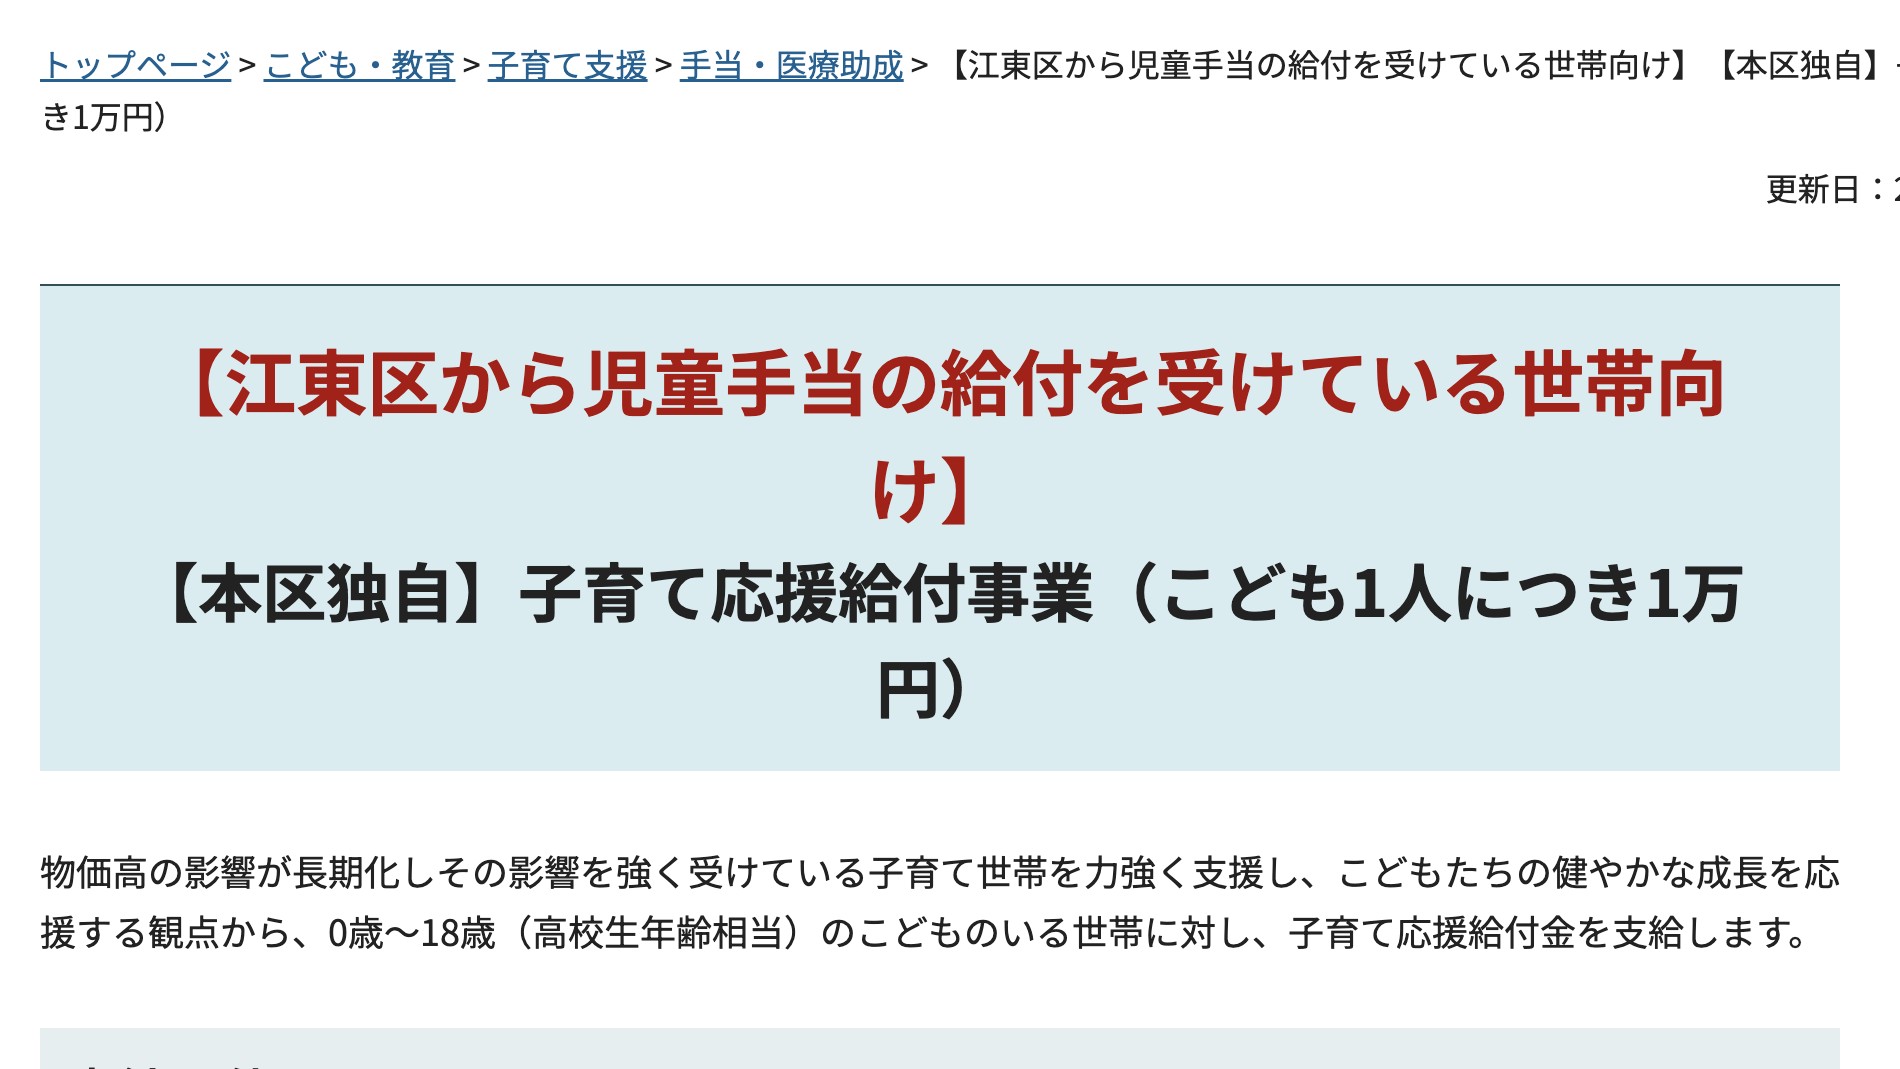 トップページ > こども・教育 > 子育て支援 > 手当・医療助成 > 【江東区から児童手当の給付を受けている世帯向け】【本区独自】
き1万円）
更新日：
【江東区から児童手当の給付を受けている世帯向
け】
【本区独自】子育て応援給付事業（こども1人につき1万
円）
物価高の影響が長期化しその影響を強く受けている子育て世帯を力強く支援し、こどもたちの健やかな成長を応
援する観点から、0歳～18歳（高校生年齢相当）のこどものいる世帯に対し、子育て応援給付金を支給します。